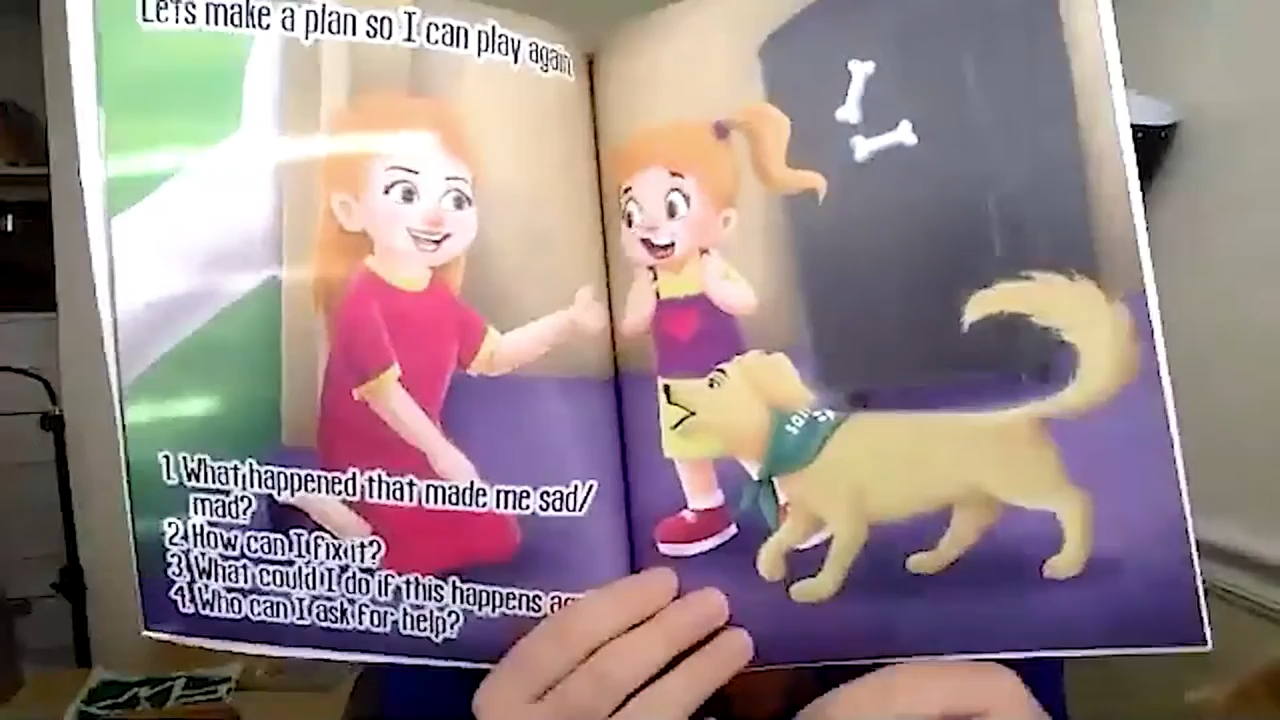 Let's make a plan so I can play again
1. What happened that made me sad/
mad?
2. How can I fix it?
3. What could I do if this happens
4. Who can I ask for help?